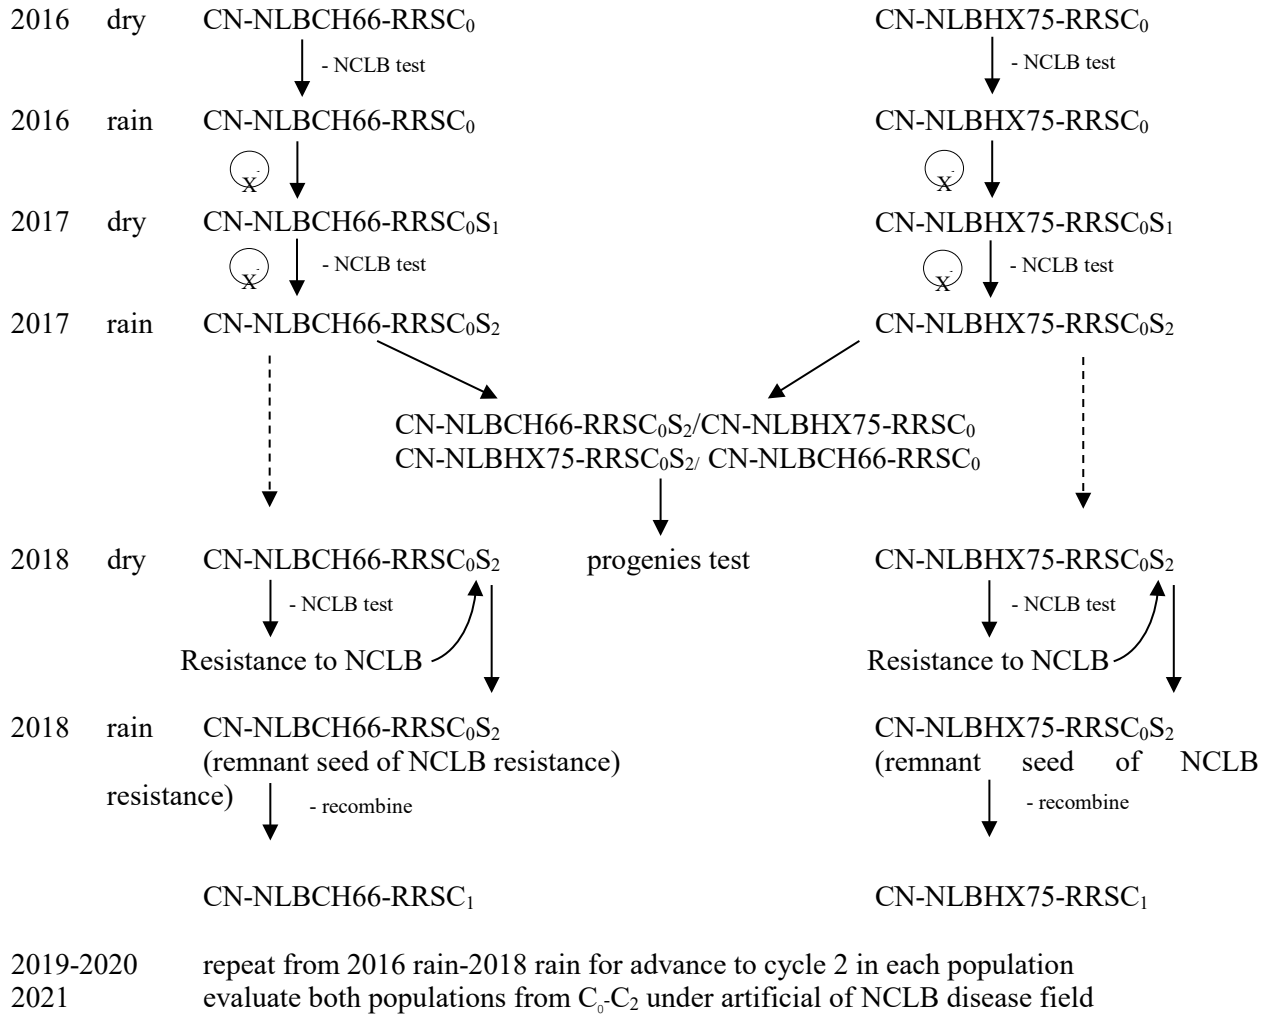 2016 dry CN-NLBCH66-RRSC₀ CN-NLBHX75-RRSC₀
- NCLB test - NCLB test
2016 rain CN-NLBCH66-RRSC₀ CN-NLBHX75-RRSC₀
X - X -
2017 dry CN-NLBCH66-RRSC₀S₁ CN-NLBHX75-RRSC₀S₁
X - - NCLB test X - - NCLB test
2017 rain CN-NLBCH66-RRSC₀S₂ CN-NLBHX75-RRSC₀S₂
CN-NLBCH66-RRSC₀S₂/CN-NLBHX75-RRSC₀
CN-NLBHX75-RRSC₀S₂/ CN-NLBCH66-RRSC₀
2018 dry CN-NLBCH66-RRSC₀S₂ progenies test CN-NLBHX75-RRSC₀S₂
- NCLB test - NCLB test
Resistance to NCLB Resistance to NCLB
2018 rain CN-NLBCH66-RRSC₀S₂ CN-NLBHX75-RRSC₀S₂
(remnant seed of NCLB resistance) (remnant seed of NCLB
resistance) - recombine - recombine
CN-NLBCH66-RRSC₁ CN-NLBHX75-RRSC₁
2019-2020 repeat from 2016 rain-2018 rain for advance to cycle 2 in each population
2021 evaluate both populations from C₀-C₂ under artificial of NCLB disease field